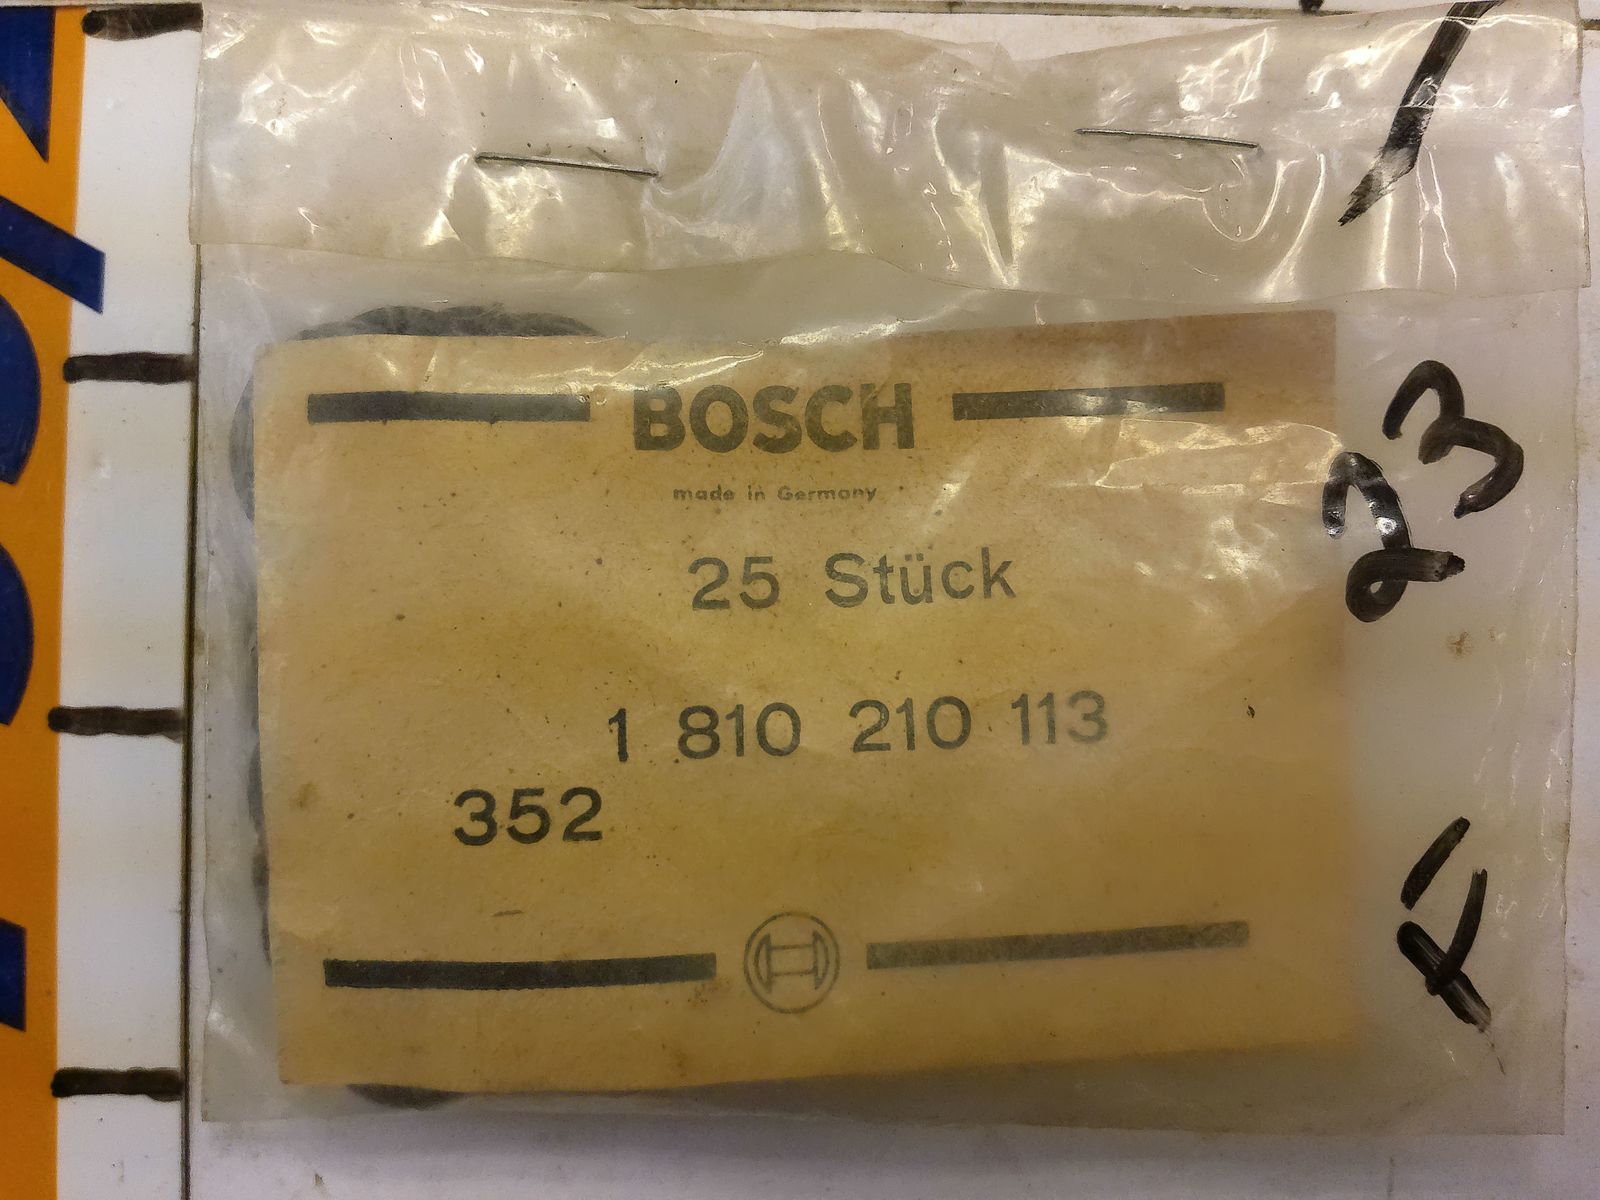 BOSCH
made in Germany
25 Stück
1 810 210 113
352
23